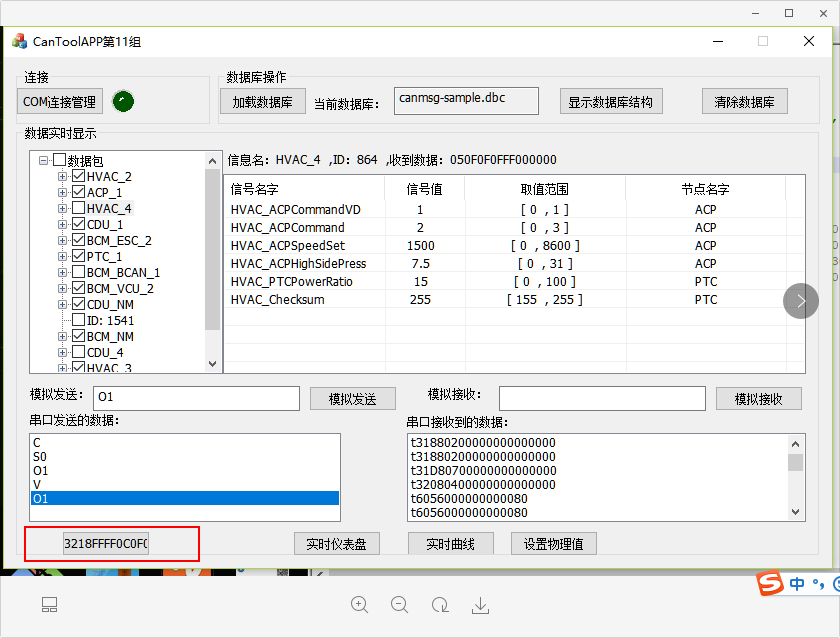 CanToolAPP第11组
连接
COM连接管理
数据库操作
加载数据库
当前数据库:
canmsg-sample.dbc
显示数据库结构
清除数据库
数据实时显示
数据包
HVAC_2
ACP_1
HVAC_4
CDU_1
BCM_ESC_2
PTC_1
BCM_BCAN_1
BCM_VCU_2
CDU_NM
ID: 1541
BCM_NM
CDU_4
HVAC_3
信息名: HVAC_4 ,ID: 864 ,收到数据: 050F0F0FFF000000
信号名字 信号值 取值范围 节点名字
HVAC_ACPCommandVD 1 [ 0 , 1 ] ACP
HVAC_ACPCommand 2 [ 0 , 3 ] ACP
HVAC_ACPSpeedSet 1500 [ 0 , 8600 ] ACP
HVAC_ACPHighSidePress 7.5 [ 0 , 31 ] ACP
HVAC_PTCPowerRatio 15 [ 0 , 100 ] PTC
HVAC_Checksum 255 [ 155 , 255 ] PTC
模拟发送: O1 模拟发送
模拟接收: 模拟接收
串口发送的数据:
C
S0
O1
V
O1
串口接收到的数据:
t31880200000000000000
t31880200000000000000
t31D80700000000000000
t32080400000000000000
t6056000000000080
t6056000000000080
3218FFFF0C0F(
实时仪表盘
实时曲线
设置物理值
S中